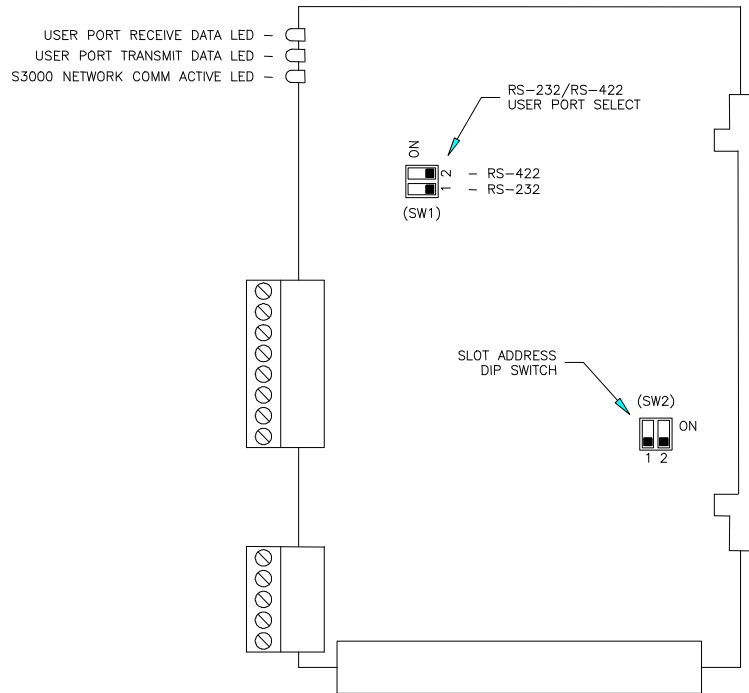 USER PORT RECEIVE DATA LED –
USER PORT TRANSMIT DATA LED –
S3000 NETWORK COMM ACTIVE LED –
RS–232/RS–422
USER PORT SELECT
ON
2 – RS–422
1 – RS–232
(SW1)
SLOT ADDRESS
DIP SWITCH
(SW2)
ON
1 2